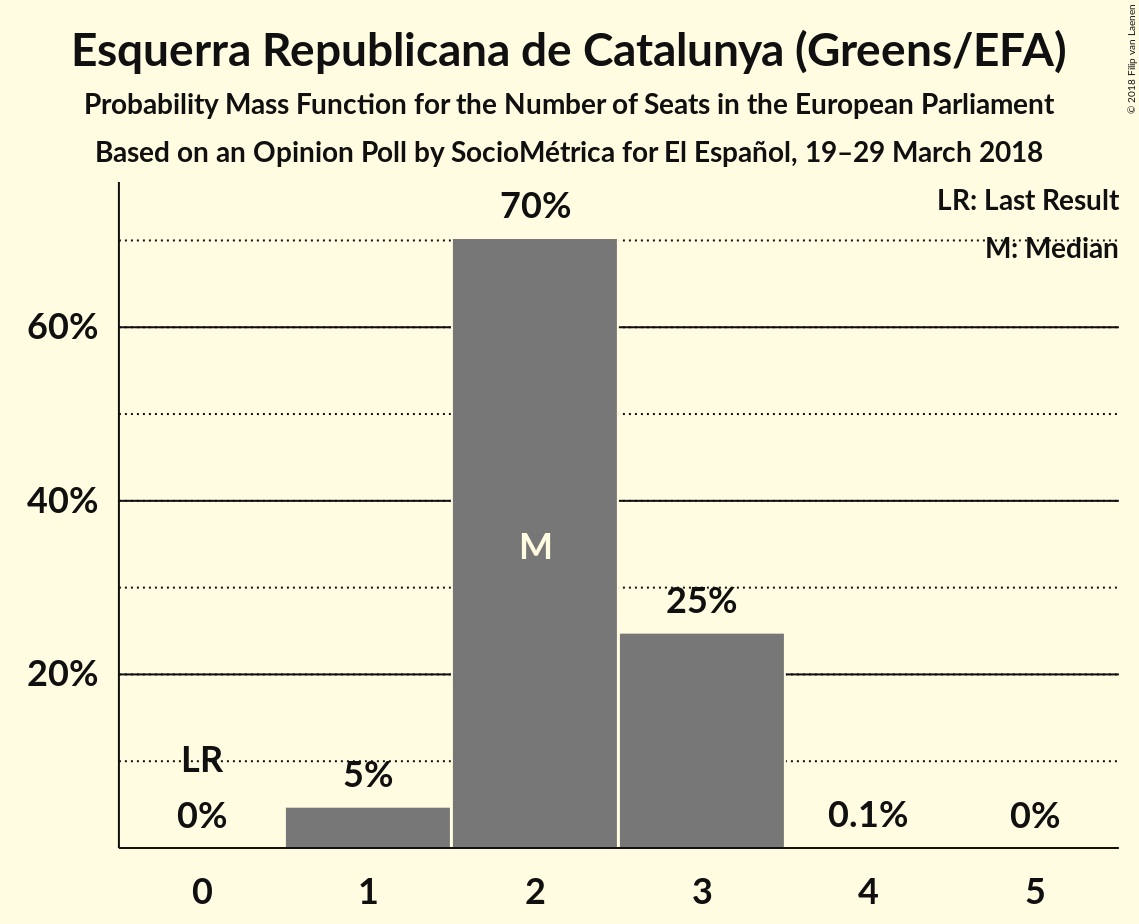 Esquerra Republicana de Catalunya (Greens/EFA)
Probability Mass Function for the Number of Seats in the European Parliament
Based on an Opinion Poll by SocioMétrica for El Español, 19–29 March 2018
© 2018 Filip van Laenen
LR: Last Result
M: Median
70%
60%
40%
20%
M
25%
LR
0%
5%
0.1%
0%
0 1 2 3 4 5